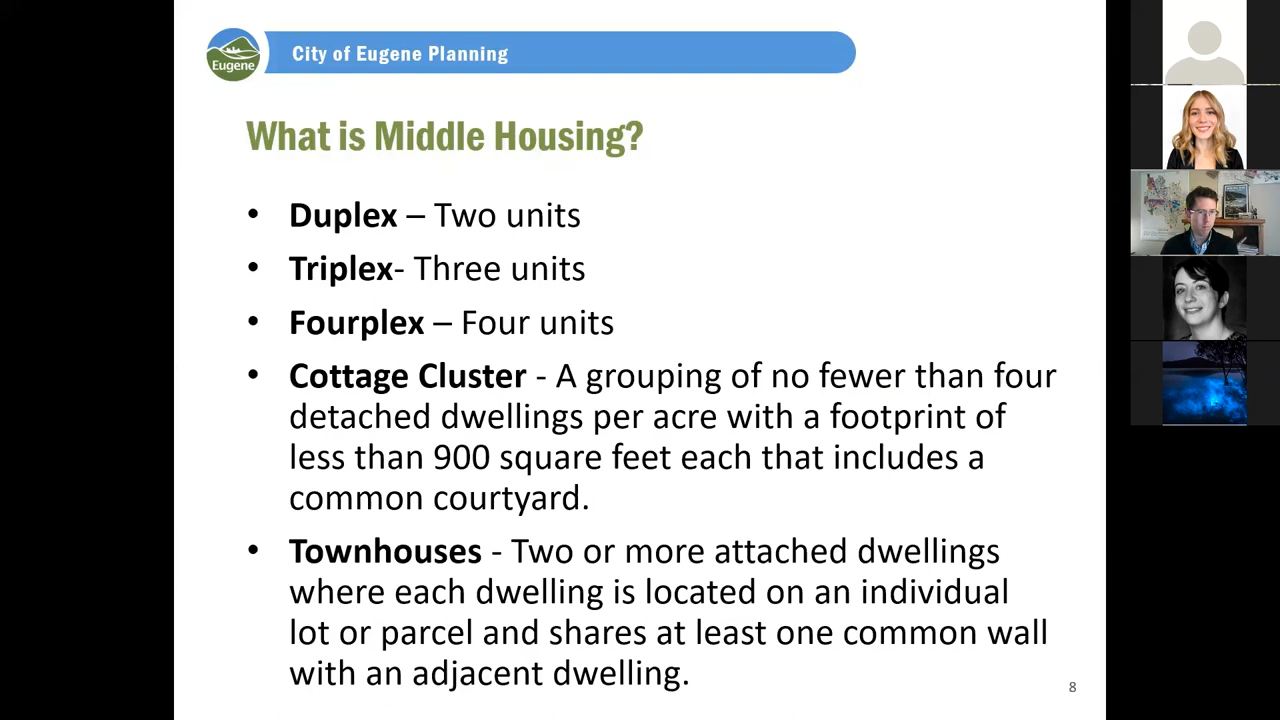 Eugene
City of Eugene Planning
What is Middle Housing?
• Duplex – Two units
• Triplex- Three units
• Fourplex – Four units
• Cottage Cluster - A grouping of no fewer than four
detached dwellings per acre with a footprint of
less than 900 square feet each that includes a
common courtyard.
• Townhouses - Two or more attached dwellings
where each dwelling is located on an individual
lot or parcel and shares at least one common wall
with an adjacent dwelling.
8